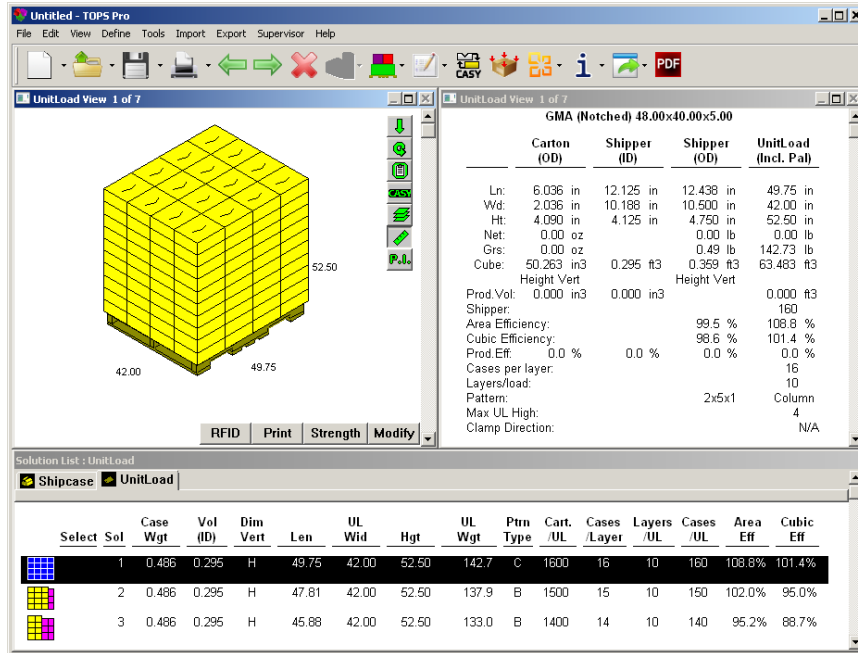 Untitled - TOPS Pro
File Edit View Define Tools Import Export Supervisor Help
CASY
PDF
UnitLoad View 1 of 7
CASY
P.I.
52.50
42.00
49.75
RFID Print Strength Modify
UnitLoad View 1 of 7
GMA (Notched) 48.00x40.00x5.00
Carton (OD) Shipper (ID) Shipper (OD) UnitLoad (Incl. Pal)
Ln: 6.036 in 12.125 in 12.438 in 49.75 in
Wd: 2.036 in 10.188 in 10.500 in 42.00 in
Ht: 4.090 in 4.125 in 4.750 in 52.50 in
Net: 0.00 oz 0.00 lb 0.00 lb
Grs: 0.00 oz 0.49 lb 142.73 lb
Cube: 50.263 in3 0.295 ft3 0.359 ft3 63.483 ft3
Height Vert Height Vert
Prod.Vol: 0.000 in3 0.000 in3 0.000 ft3
Shipper: 160
Area Efficiency: 99.5 % 108.8 %
Cubic Efficiency: 98.6 % 101.4 %
Prod.Eff: 0.0 % 0.0 % 0.0 % 0.0 %
Cases per layer: 16
Layers/load: 10
Pattern: 2x5x1 Column
Max UL High: 4
Clamp Direction: N/A
Solution List : UnitLoad
Shipcase UnitLoad
Select Sol Case Wgt Vol (ID) Dim Vert Len UL Wid Hgt UL Wgt Ptrn Type Cart. /UL Cases /Layer Layers /UL Cases /UL Area Eff Cubic Eff
1 0.486 0.295 H 49.75 42.00 52.50 142.7 C 1600 16 10 160 108.8% 101.4%
2 0.486 0.295 H 47.81 42.00 52.50 137.9 B 1500 15 10 150 102.0% 95.0%
3 0.486 0.295 H 45.88 42.00 52.50 133.0 B 1400 14 10 140 95.2% 88.7%